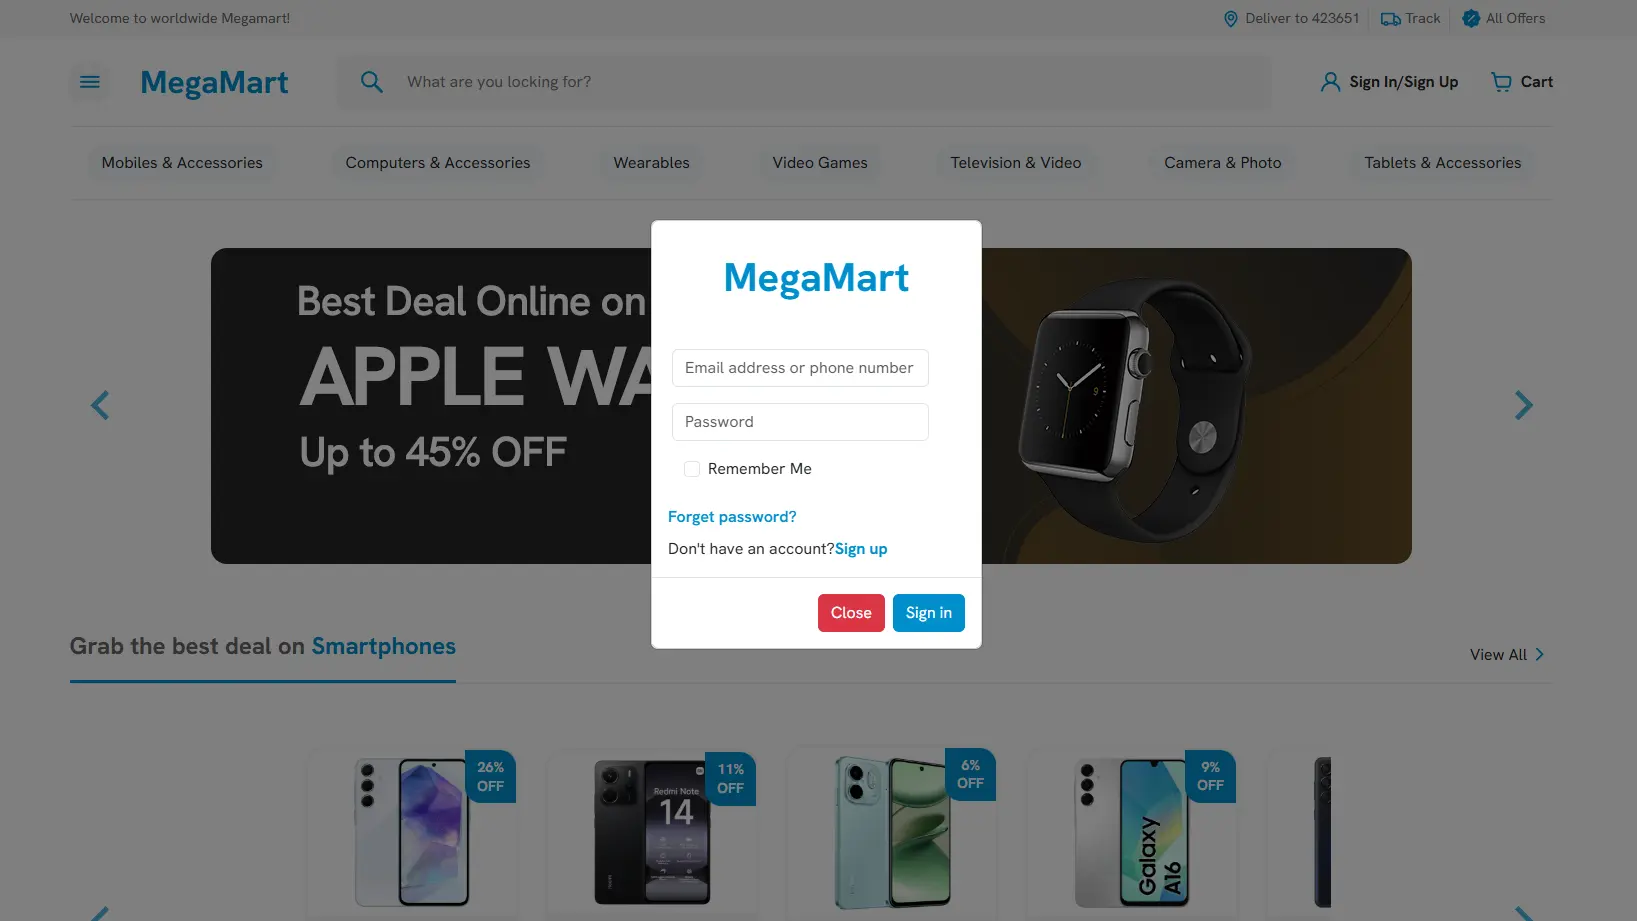 Welcome to worldwide Megamart!
Deliver to 423651
Track
All Offers
MegaMart
What are you locking for?
Sign In/Sign Up
Cart
Mobiles & Accessories
Computers & Accessories
Wearables
Video Games
Television & Video
Camera & Photo
Tablets & Accessories
Best Deal Online on
APPLE WA
Up to 45% OFF
MegaMart
Email address or phone number
Password
Remember Me
Forget password?
Don't have an account?Sign up
Close
Sign in
Grab the best deal on Smartphones
View All
26%
OFF
11%
OFF
Redmi Note
14
6%
OFF
9%
OFF
Galaxy
A16